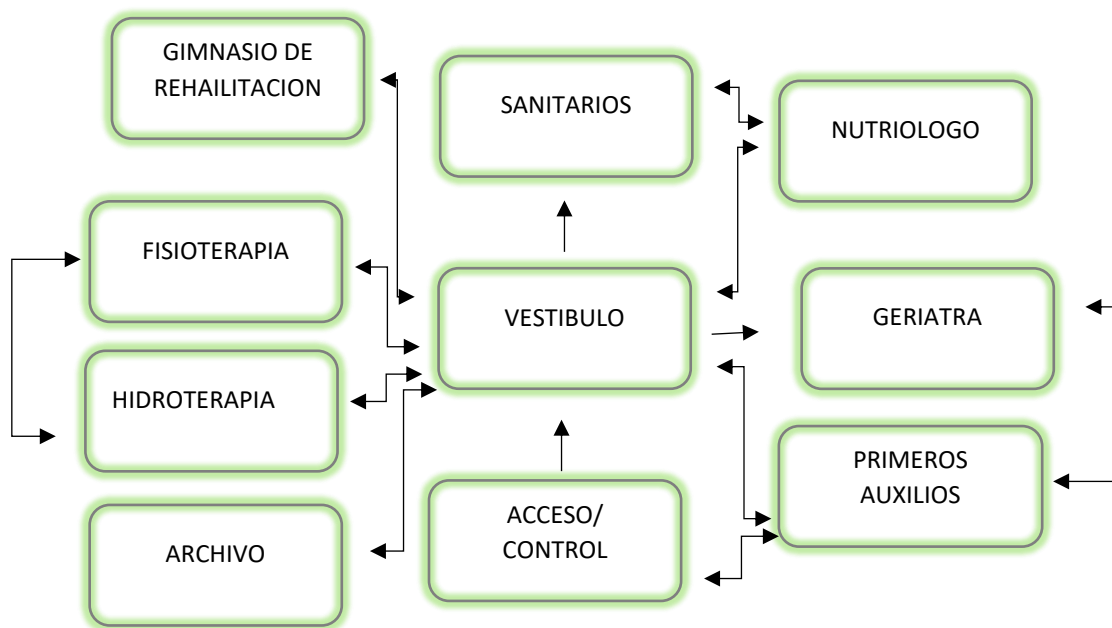 GIMNASIO DE
REHAILITACION
SANITARIOS
NUTRIOLOGO
FISIOTERAPIA
VESTIBULO
GERIATRA
HIDROTERAPIA
PRIMEROS
AUXILIOS
ARCHIVO
ACCESO/
CONTROL